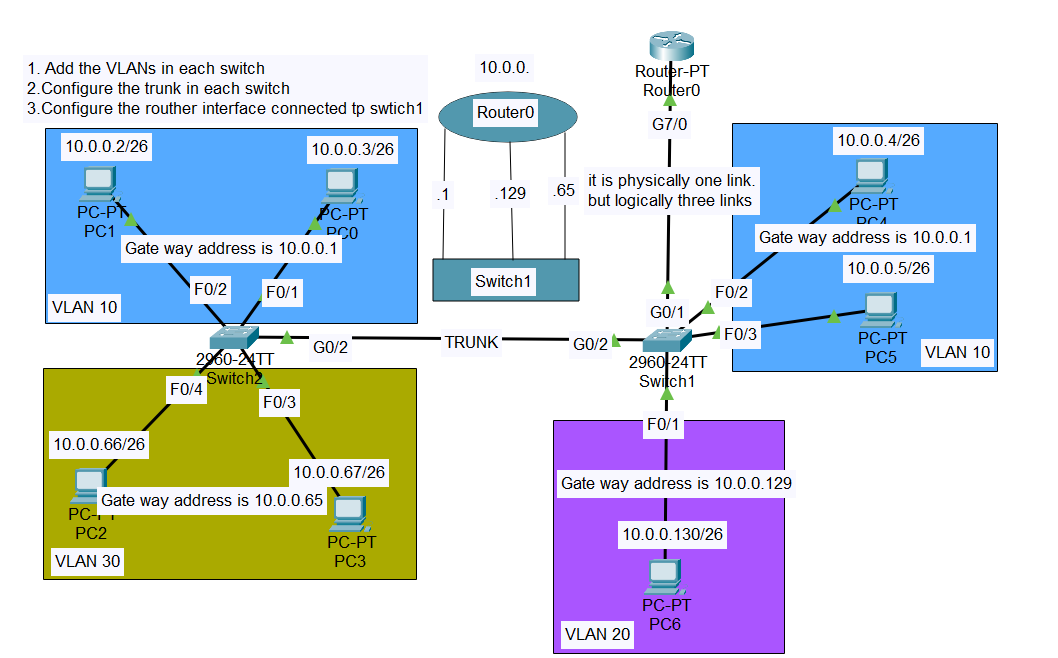 1. Add the VLANs in each switch
2.Configure the trunk in each switch
3.Configure the routher interface connected tp swtich1
10.0.0.
Router0
.1
.129
.65
Switch1
Router-PT
Router0
G7/0
it is physically one link.
but logically three links
G0/1
10.0.0.2/26
PC-PT
PC1
10.0.0.3/26
PC-PT
PC0
Gate way address is 10.0.0.1
F0/2
F0/1
VLAN 10
2960-24TT
Switch2
G0/2
TRUNK
G0/2
2960-24TT
Switch1
10.0.0.4/26
PC-PT
PC4
Gate way address is 10.0.0.1
10.0.0.5/26
F0/2
F0/3
PC-PT
PC5
VLAN 10
F0/4
F0/3
10.0.0.66/26
10.0.0.67/26
Gate way address is 10.0.0.65
PC-PT
PC2
PC-PT
PC3
VLAN 30
F0/1
Gate way address is 10.0.0.129
10.0.0.130/26
PC-PT
PC6
VLAN 20